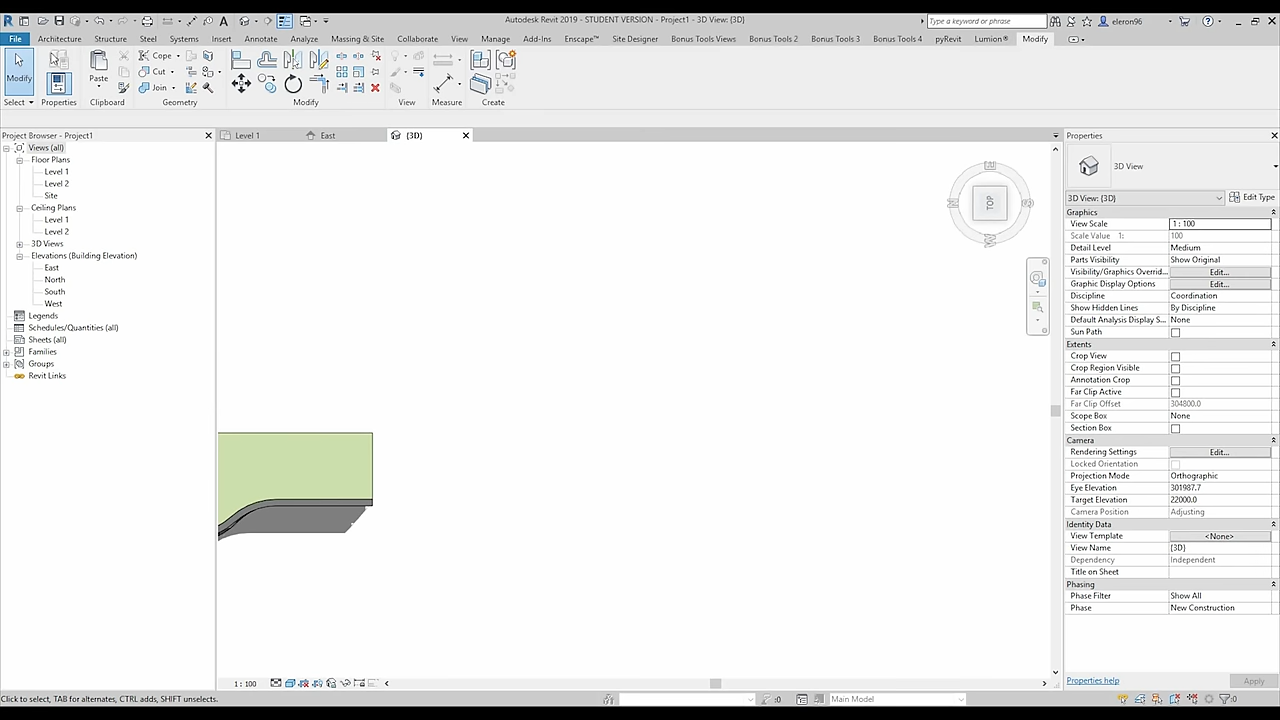 Autodesk Revit 2019 - STUDENT VERSION - Project1 - 3D View: {3D}
Type a keyword or phrase
eleron96
File Architecture Structure Steel Systems Insert Annotate Analyze Massing & Site Collaborate View Manage Add-Ins Enscape™ Site Designer Bonus Tools View Bonus Tools 2 Bonus Tools 3 Bonus Tools 4 pyRevit Lumion® Modify
Modify
Select
Properties
Paste
Clipboard
Cope
Cut
Join
Geometry
Modify
View
Measure
Create
Project Browser - Project1
Views (all)
Floor Plans
Level 1
Level 2
Site
Ceiling Plans
Level 1
Level 2
3D Views
Elevations (Building Elevation)
East
North
South
West
Legends
Schedules/Quantities (all)
Sheets (all)
Families
Groups
Revit Links
Level 1
East
{3D}
TOP
E
N
S
W
1 : 100
Properties
3D View
3D View: {3D}
Edit Type
Graphics
View Scale 1 : 100
Scale Value 1: 100
Detail Level Medium
Parts Visibility Show Original
Visibility/Graphics Overrid... Edit...
Graphic Display Options Edit...
Discipline Coordination
Show Hidden Lines By Discipline
Default Analysis Display S... None
Sun Path
Extents
Crop View
Crop Region Visible
Annotation Crop
Far Clip Active
Far Clip Offset 304800.0
Scope Box None
Section Box
Camera
Rendering Settings Edit...
Locked Orientation
Projection Mode Orthographic
Eye Elevation 301987.7
Target Elevation 22000.0
Camera Position Adjusting
Identity Data
View Template <None>
View Name {3D}
Dependency Independent
Title on Sheet
Phasing
Phase Filter Show All
Phase New Construction
Properties help
Apply
Click to select, TAB for alternates, CTRL adds, SHIFT unselects.
:0
Main Model
:0